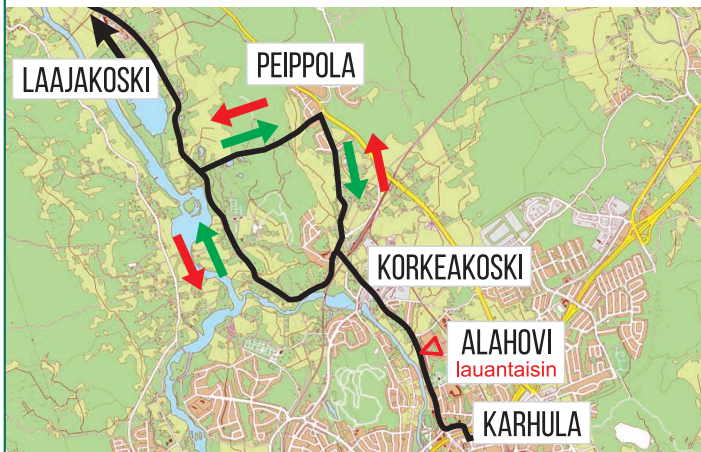 PEIPPOLA
LAAJAKOSKI
KORKEAKOSKI
ALAHOVI
lauantaisin
KARHULA